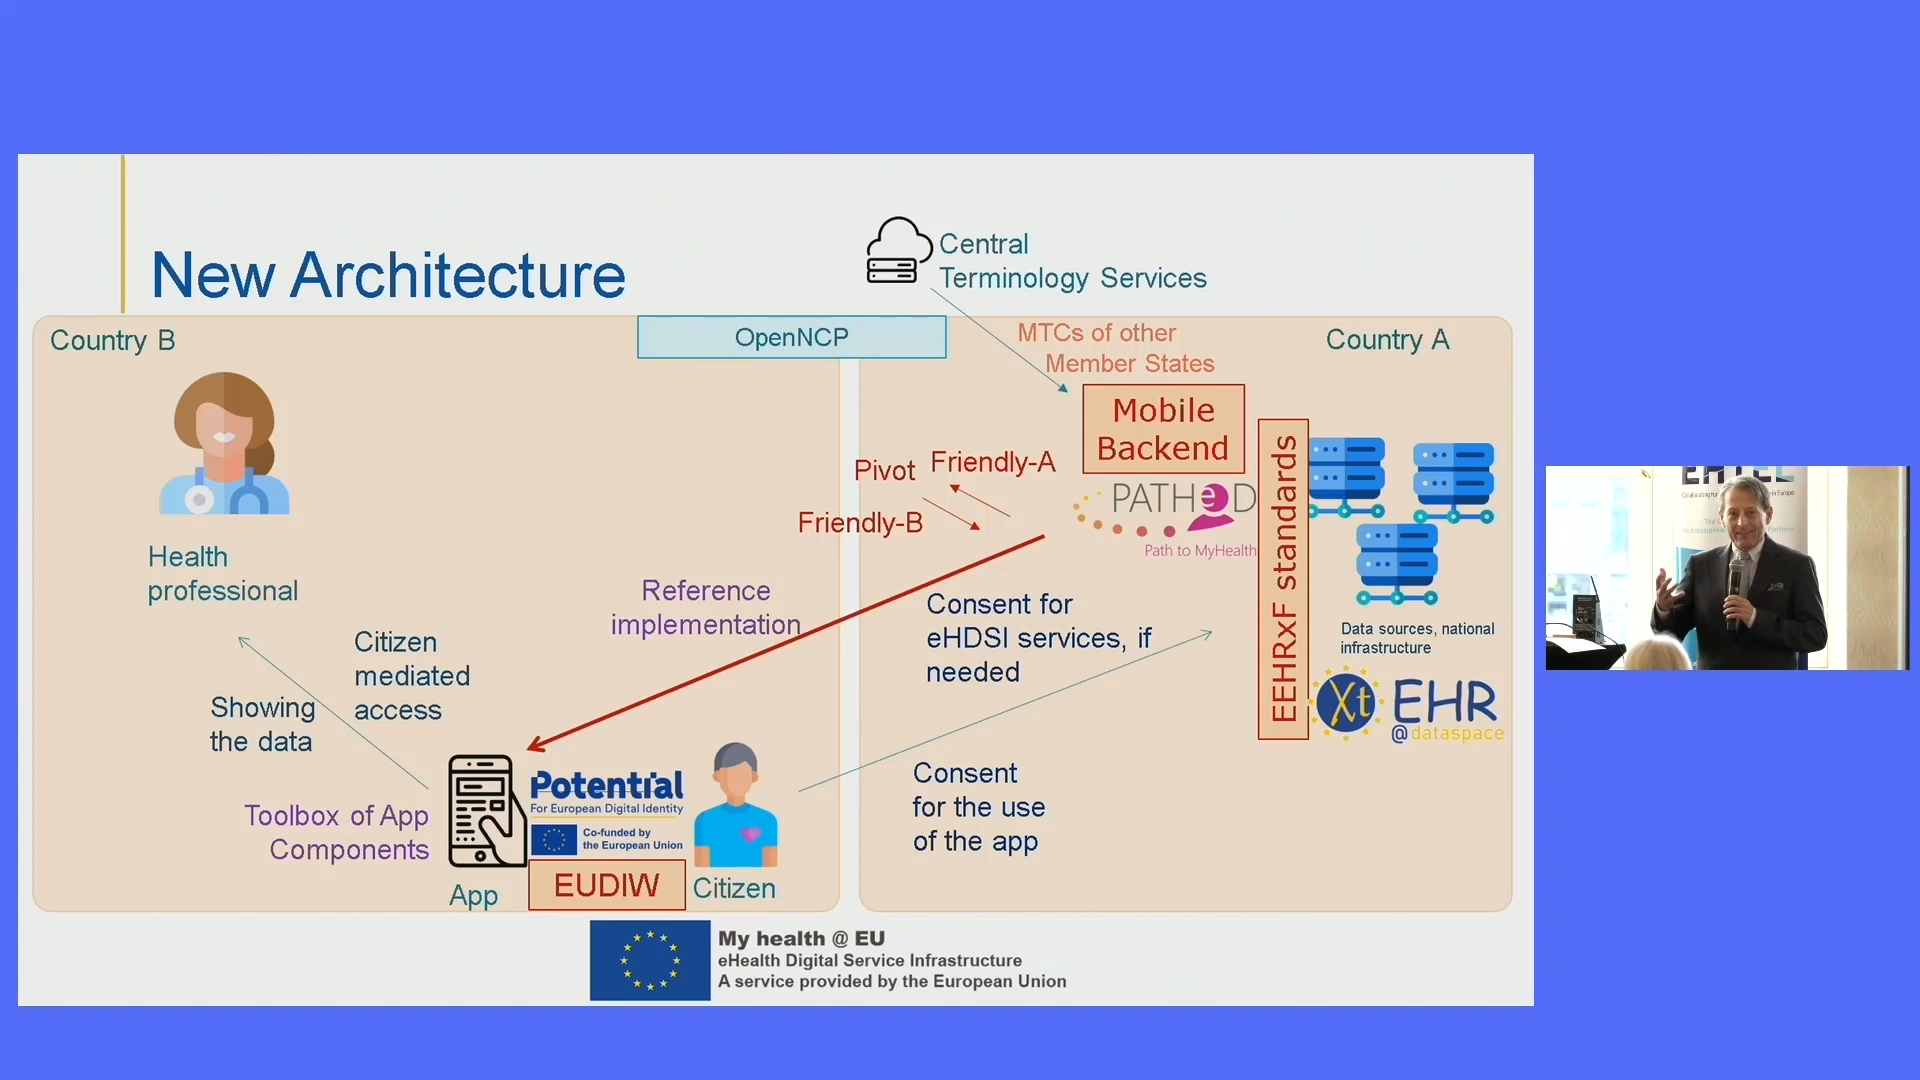 New Architecture
Central
Terminology Services
OpenNCP
Country B
MTCs of other
Member States
Country A
Mobile
Backend
Pivot
Friendly-A
Friendly-B
PATHeD
Path to MyHealth
EEHRxF standards
Health
professional
Reference
implementation
Consent for
eHDSI services, if
needed
Data sources, national
infrastructure
Xt
EHR
@dataspace
Citizen
mediated
access
Showing
the data
Toolbox of App
Components
App
Potential
For European Digital Identity
Co-funded by
the European Union
EUDIW
Citizen
Consent
for the use
of the app
My health @ EU
eHealth Digital Service Infrastructure
A service provided by the European Union